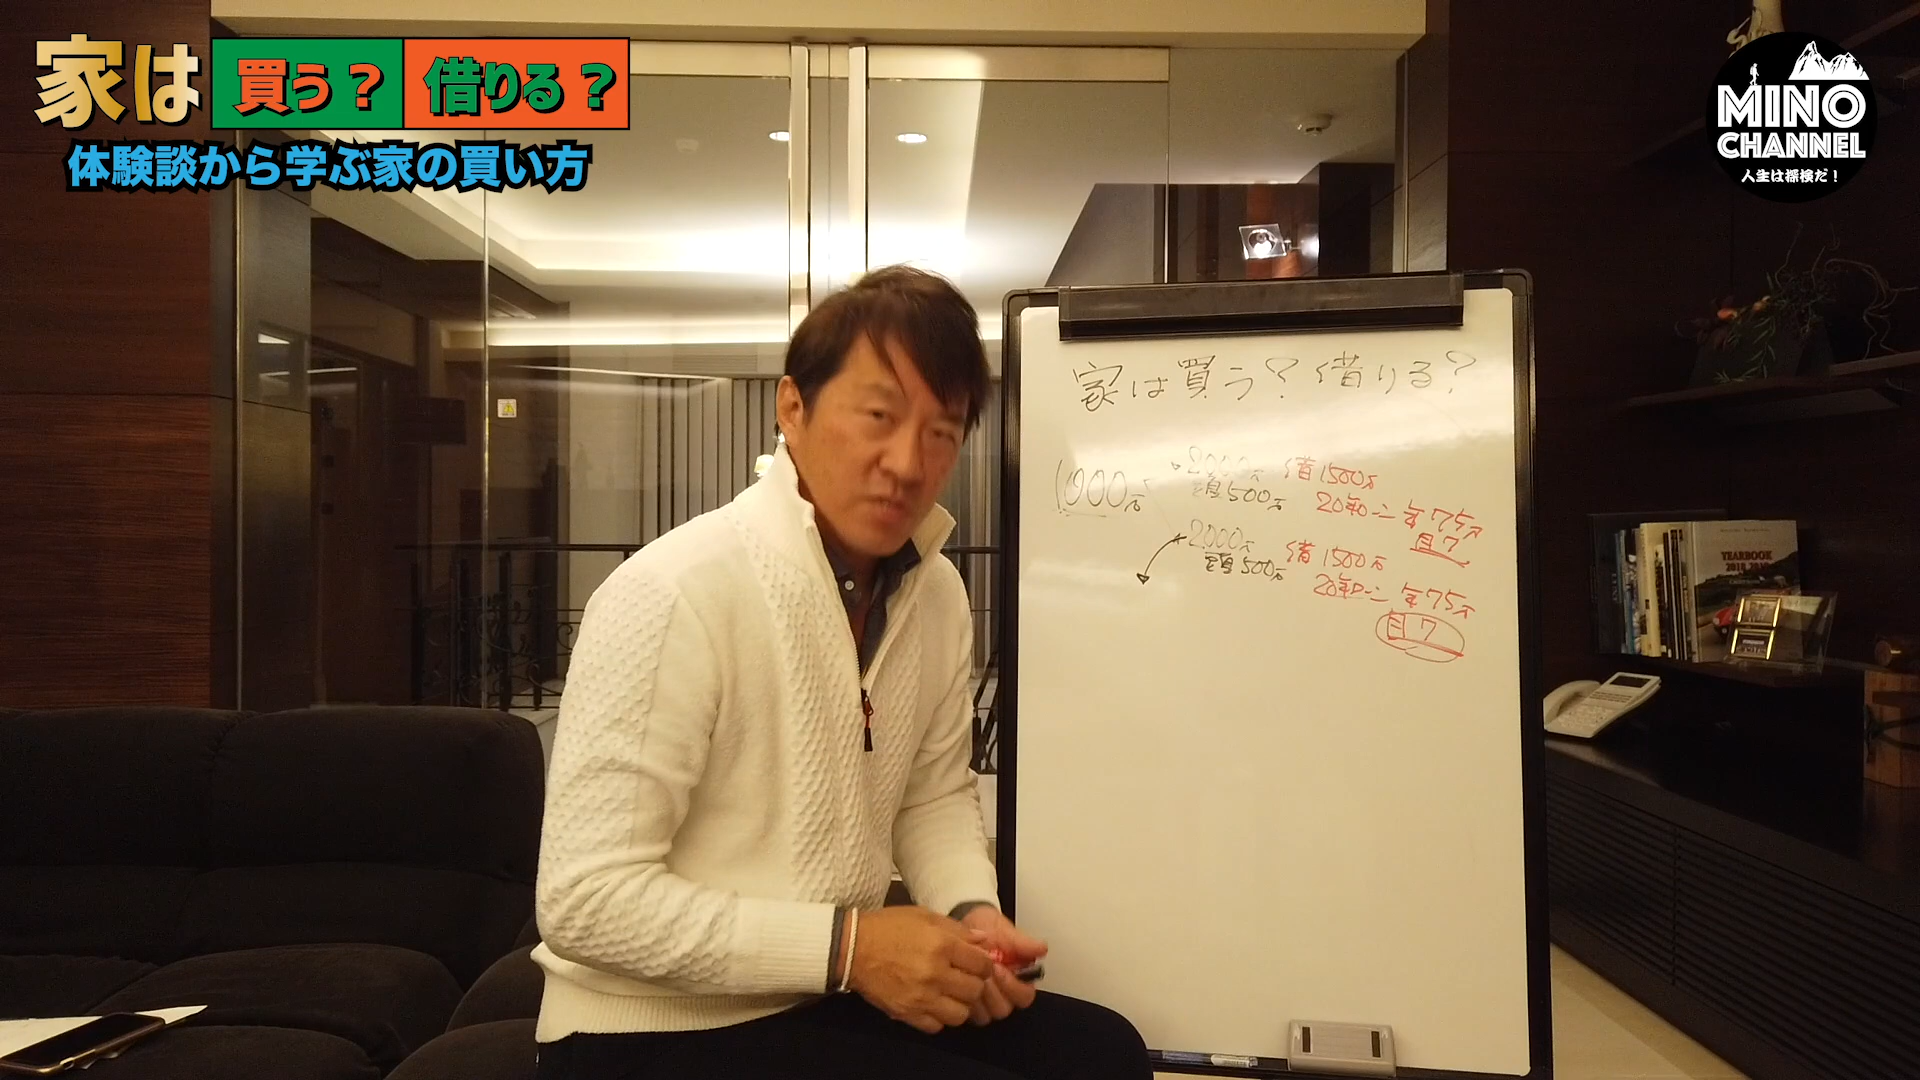 家は 買う？ 借りる？
体験談から学ぶ家の買い方
MINO
CHANNEL
人生は探検だ！
家は買う？借りる？
1000万
2000万 借1500万
頭500万 20年ローン 年75万
月7
2000万 借1500万
頭500万 20年ローン 年75万
月7
YEARBOOK